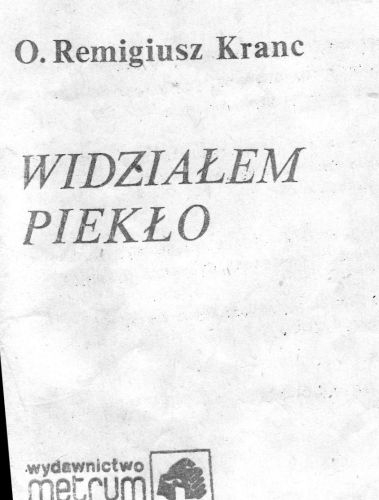 O. Remigiusz Kranc
WIDZIAŁEM
PIEKŁO
wydawnictwo
metrum